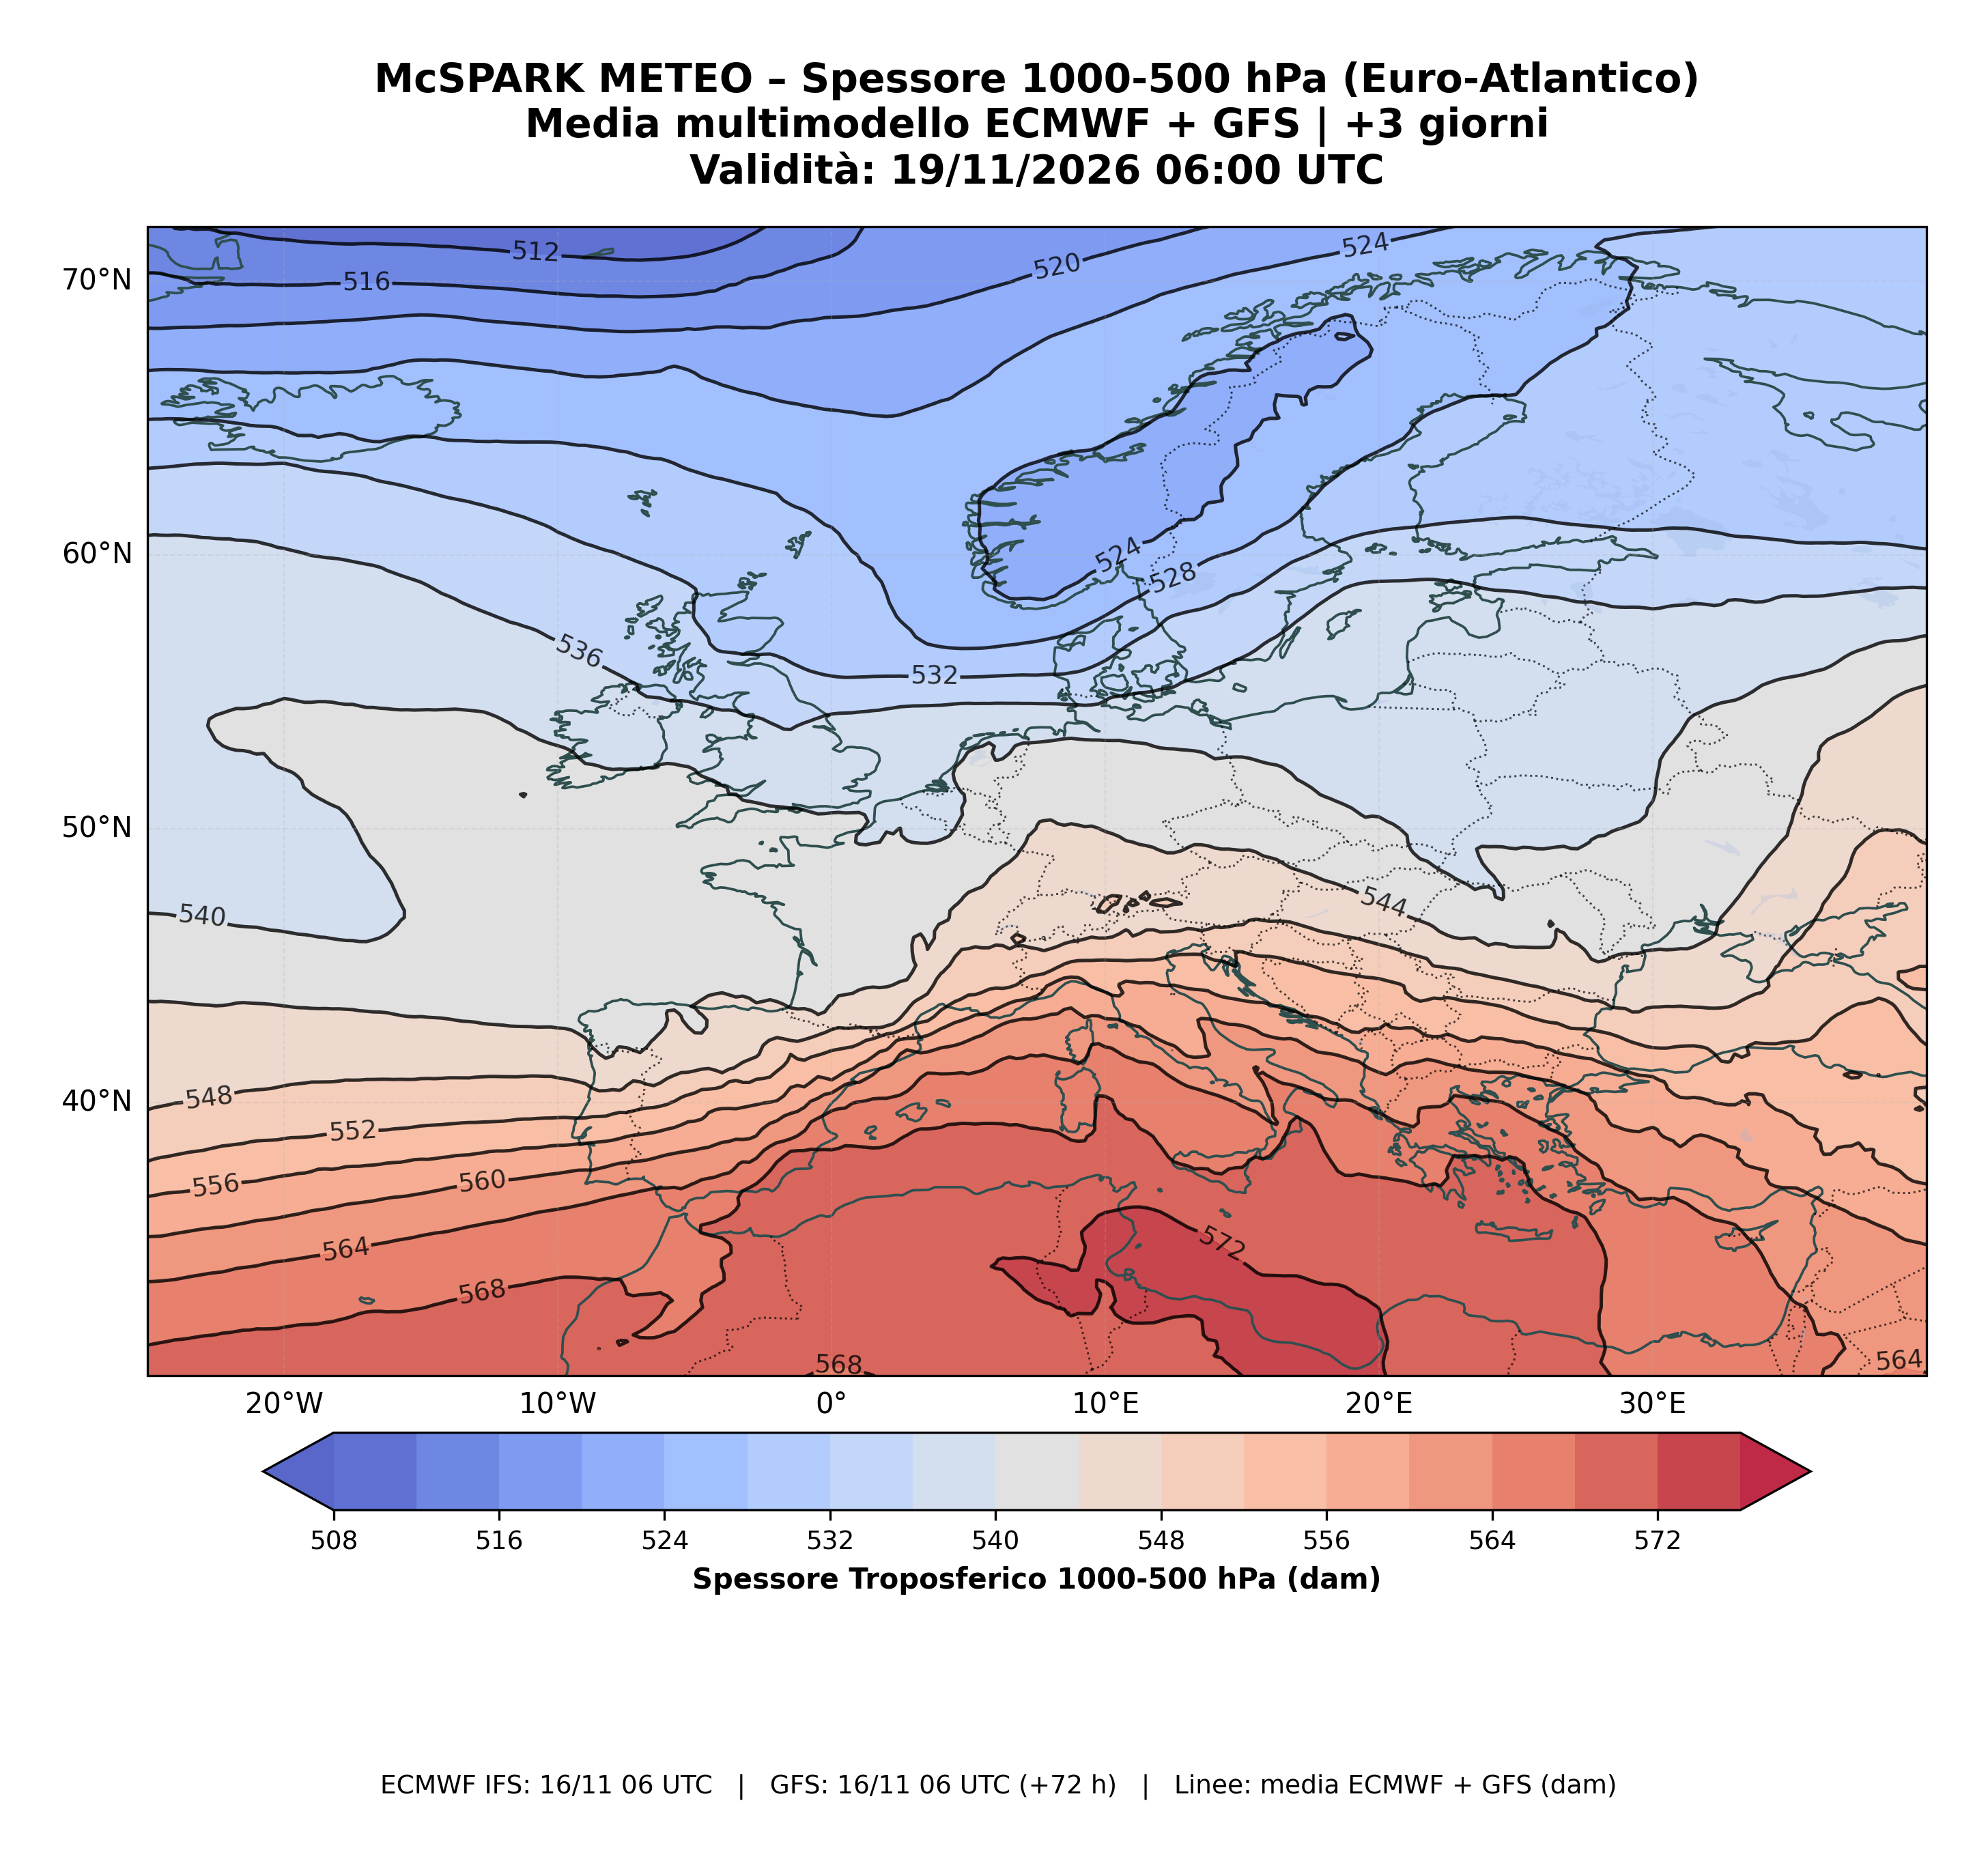 McSPARK METEO – Spessore 1000-500 hPa (Euro-Atlantico)
Media multimodello ECMWF + GFS | +3 giorni
Validità: 19/11/2026 06:00 UTC
512
516
520
524
70°N
524
528
60°N
536
532
50°N
540
544
548
40°N
552
556
560
564
568
572
568
564
20°W 10°W 0° 10°E 20°E 30°E
508 516 524 532 540 548 556 564 572
Spessore Troposferico 1000-500 hPa (dam)
ECMWF IFS: 16/11 06 UTC | GFS: 16/11 06 UTC (+72 h) | Linee: media ECMWF + GFS (dam)